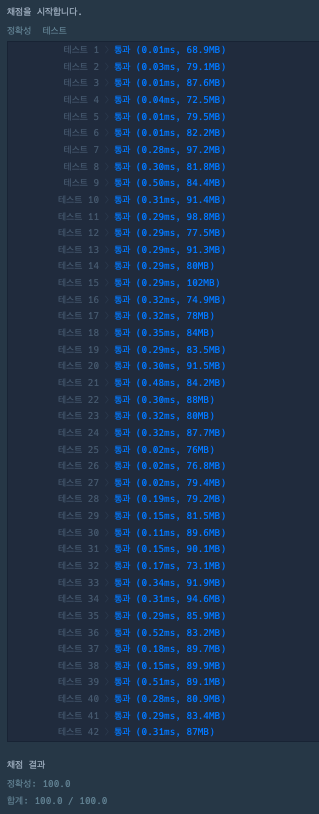 채점을 시작합니다.
정확성 테스트
테스트 1 통과 (0.01ms, 68.9MB)
테스트 2 통과 (0.03ms, 79.1MB)
테스트 3 통과 (0.01ms, 87.6MB)
테스트 4 통과 (0.04ms, 72.5MB)
테스트 5 통과 (0.01ms, 79.5MB)
테스트 6 통과 (0.01ms, 82.2MB)
테스트 7 통과 (0.28ms, 97.2MB)
테스트 8 통과 (0.30ms, 81.8MB)
테스트 9 통과 (0.50ms, 84.4MB)
테스트 10 통과 (0.31ms, 91.4MB)
테스트 11 통과 (0.29ms, 98.8MB)
테스트 12 통과 (0.29ms, 77.5MB)
테스트 13 통과 (0.29ms, 91.3MB)
테스트 14 통과 (0.29ms, 80MB)
테스트 15 통과 (0.29ms, 102MB)
테스트 16 통과 (0.32ms, 74.9MB)
테스트 17 통과 (0.32ms, 78MB)
테스트 18 통과 (0.35ms, 84MB)
테스트 19 통과 (0.29ms, 83.5MB)
테스트 20 통과 (0.30ms, 91.5MB)
테스트 21 통과 (0.48ms, 84.2MB)
테스트 22 통과 (0.30ms, 88MB)
테스트 23 통과 (0.32ms, 80MB)
테스트 24 통과 (0.32ms, 87.7MB)
테스트 25 통과 (0.02ms, 76MB)
테스트 26 통과 (0.02ms, 76.8MB)
테스트 27 통과 (0.02ms, 79.4MB)
테스트 28 통과 (0.19ms, 79.2MB)
테스트 29 통과 (0.15ms, 81.5MB)
테스트 30 통과 (0.11ms, 89.6MB)
테스트 31 통과 (0.15ms, 90.1MB)
테스트 32 통과 (0.17ms, 73.1MB)
테스트 33 통과 (0.34ms, 91.9MB)
테스트 34 통과 (0.31ms, 94.6MB)
테스트 35 통과 (0.29ms, 85.9MB)
테스트 36 통과 (0.52ms, 83.2MB)
테스트 37 통과 (0.18ms, 89.7MB)
테스트 38 통과 (0.15ms, 89.9MB)
테스트 39 통과 (0.51ms, 89.1MB)
테스트 40 통과 (0.28ms, 80.9MB)
테스트 41 통과 (0.29ms, 83.4MB)
테스트 42 통과 (0.31ms, 87MB)
채점 결과
정확성: 100.0
합계: 100.0 / 100.0